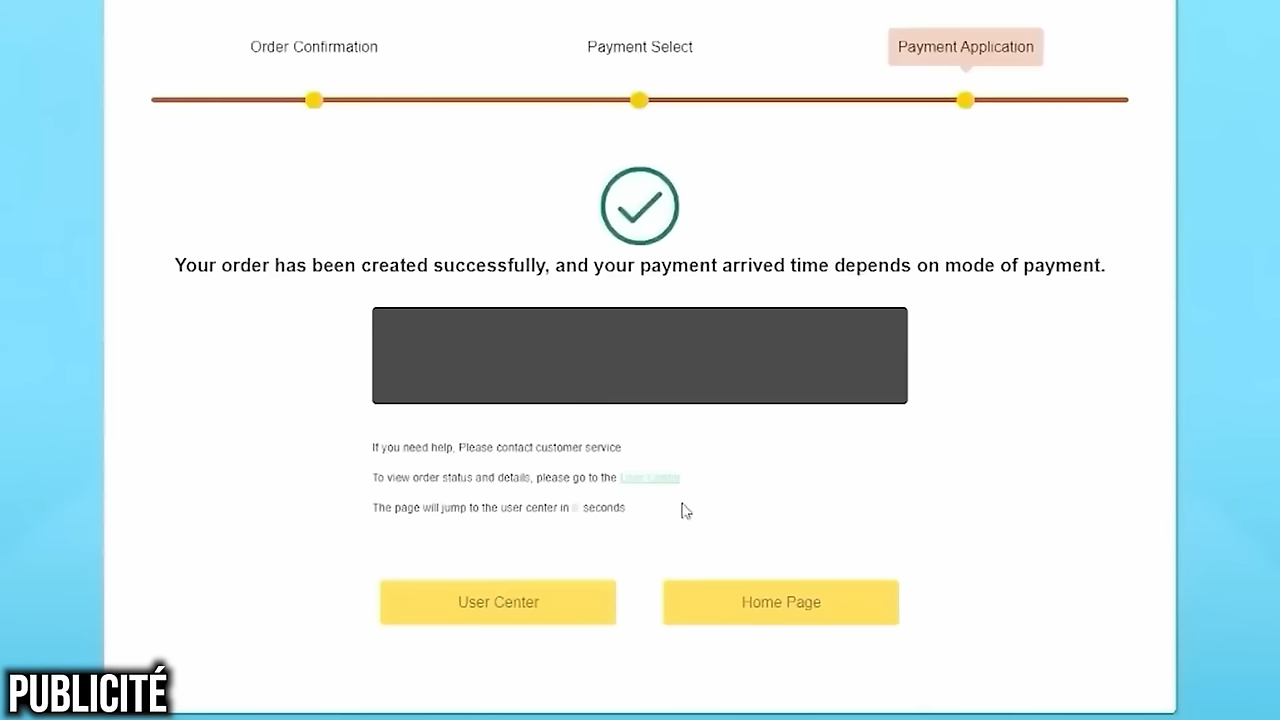 Order Confirmation
Payment Select
Payment Application
Your order has been created successfully, and your payment arrived time depends on mode of payment.
If you need help, Please contact customer service
To view order status and details, please go to the User Center
The page will jump to the user center in seconds
User Center
Home Page
PUBLICITÉ